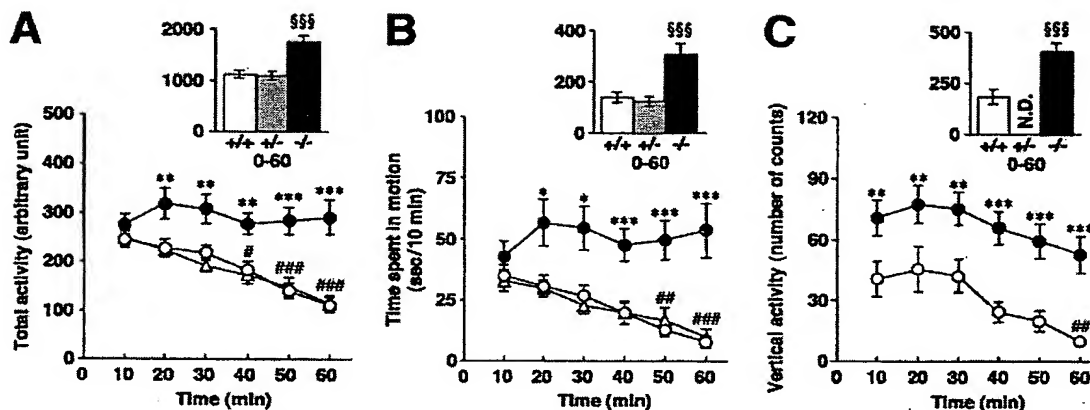 A
2000
1000
0
§§§
+/+ +/- -/-
0-60
500
400
300
200
100
0
Total activity (arbitrary unit)
** ** ** *** ***
# ### ###
10 20 30 40 50 60
Time (min)
B
400
200
0
§§§
+/+ +/- -/-
0-60
100
75
50
25
0
Time spent in motion
(sec/10 min)
* * *** *** ***
## ###
10 20 30 40 50 60
Time (min)
C
500
250
0
§§§
N.D.
+/+ +/- -/-
0-60
120
90
60
30
0
Vertical activity (number of counts)
** ** ** *** *** ***
##
0 10 20 30 40 50 60
Time (min)